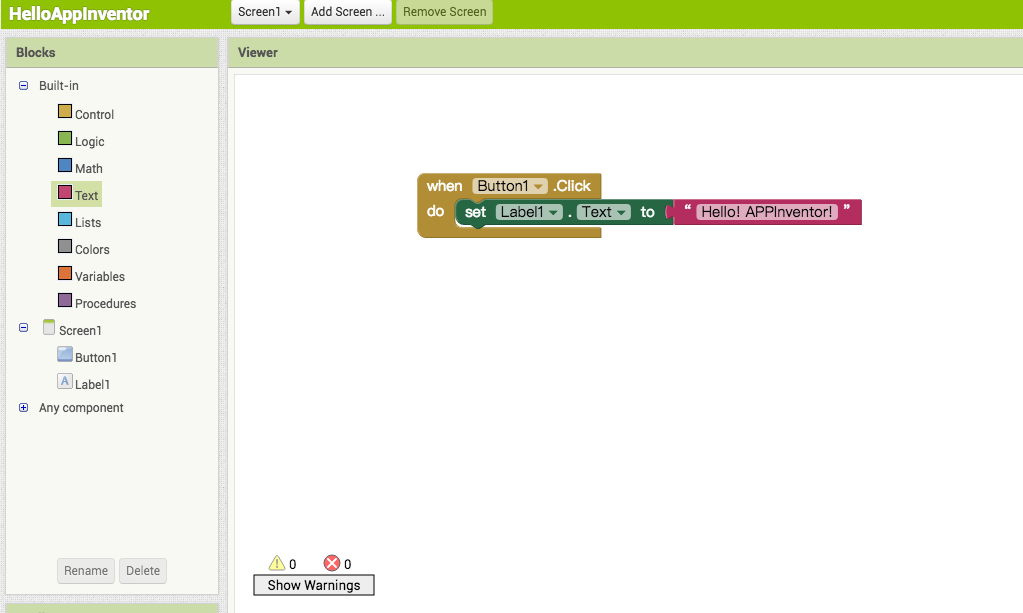 HelloAppInventor Screen1 Add Screen ... Remove Screen
Blocks
Viewer
Built-in
Control
Logic
Math
Text
Lists
Colors
Variables
Procedures
Screen1
Button1
A Label1
Any component
Rename Delete
when Button1 .Click
do set Label1 . Text to “ Hello! APPInventor! ”
0 0
Show Warnings